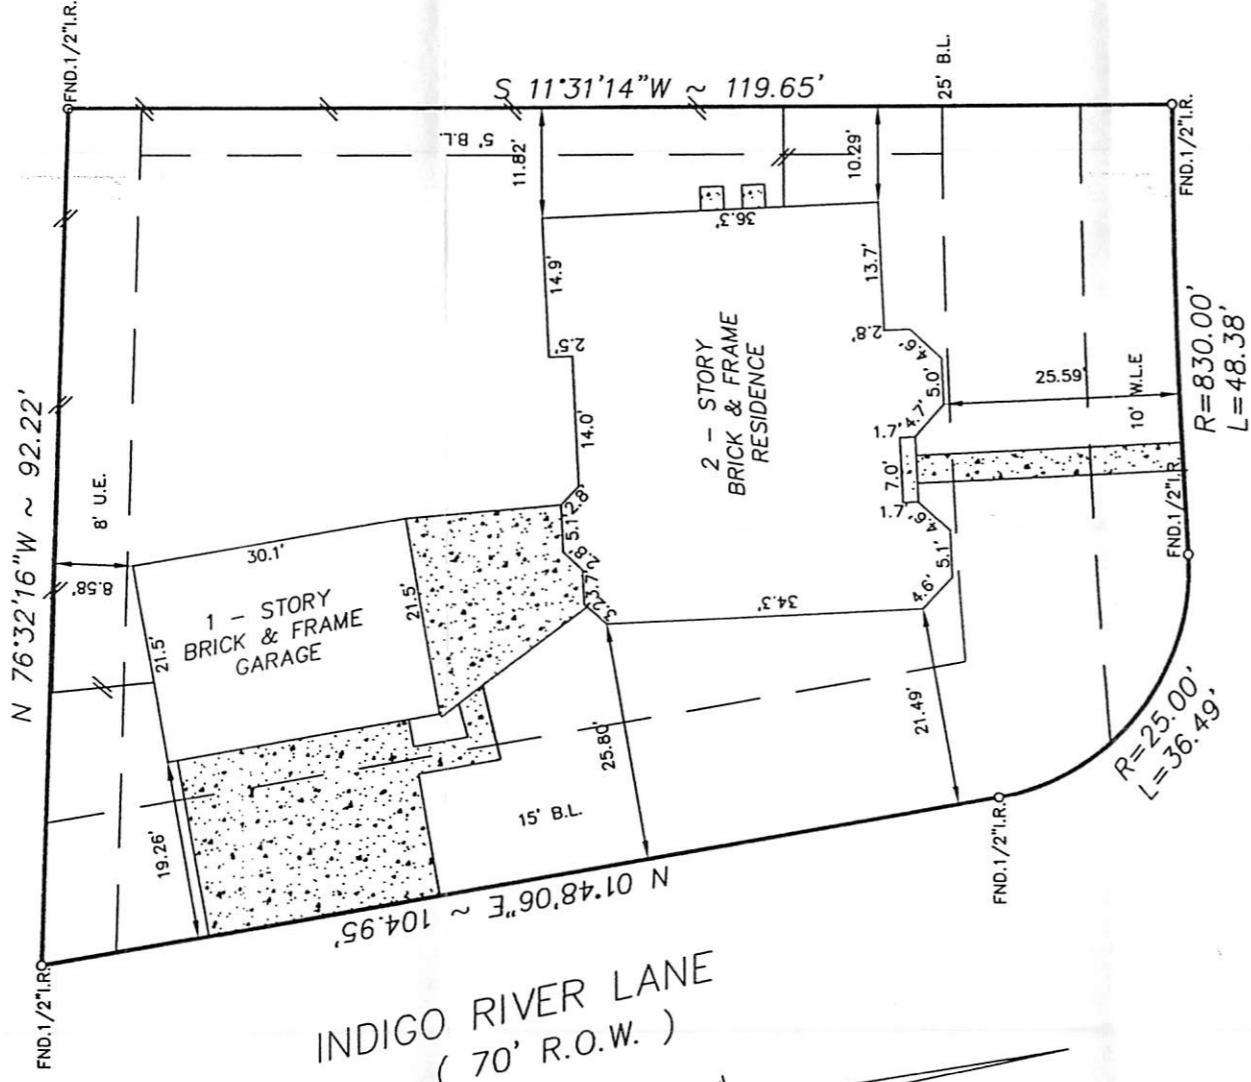 FND.1/2"I.R.
S 11°31'14"W ~ 119.65'
25' B.L.
FND.1/2"I.R.
5' B.L.
11.82'
10.29'
36.3'
14.9'
13.7'
2.5'
2.8'
4.6'
5.0'
25.59'
10' W.L.E
R=830.00'
L=48.38'
N 76°32'16"W ~ 92.22'
8' U.E.
8.58'
2 - STORY
BRICK & FRAME
RESIDENCE
14.0'
4.7'
1.7'
7.0'
1.7'
4.6'
5.1'
4.6'
FND.1/2"I.R.
30.1'
2.8'
5.1'
2.8'
3.7'
3.2'
34.3'
1 - STORY
BRICK & FRAME
GARAGE
21.5'
21.5'
25.80'
21.49'
R=25.00'
L=36.49'
15' B.L.
19.26'
FND.1/2"I.R.
N 01°48'06"E ~ 104.95'
FND.1/2"I.R.
INDIGO RIVER LANE
( 70' R.O.W. )